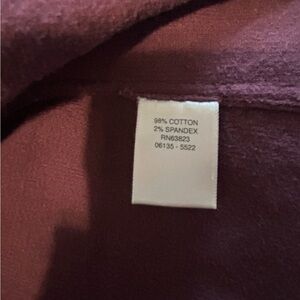 98% COTTON
2% SPANDEX
RN63823
06135 - 5522